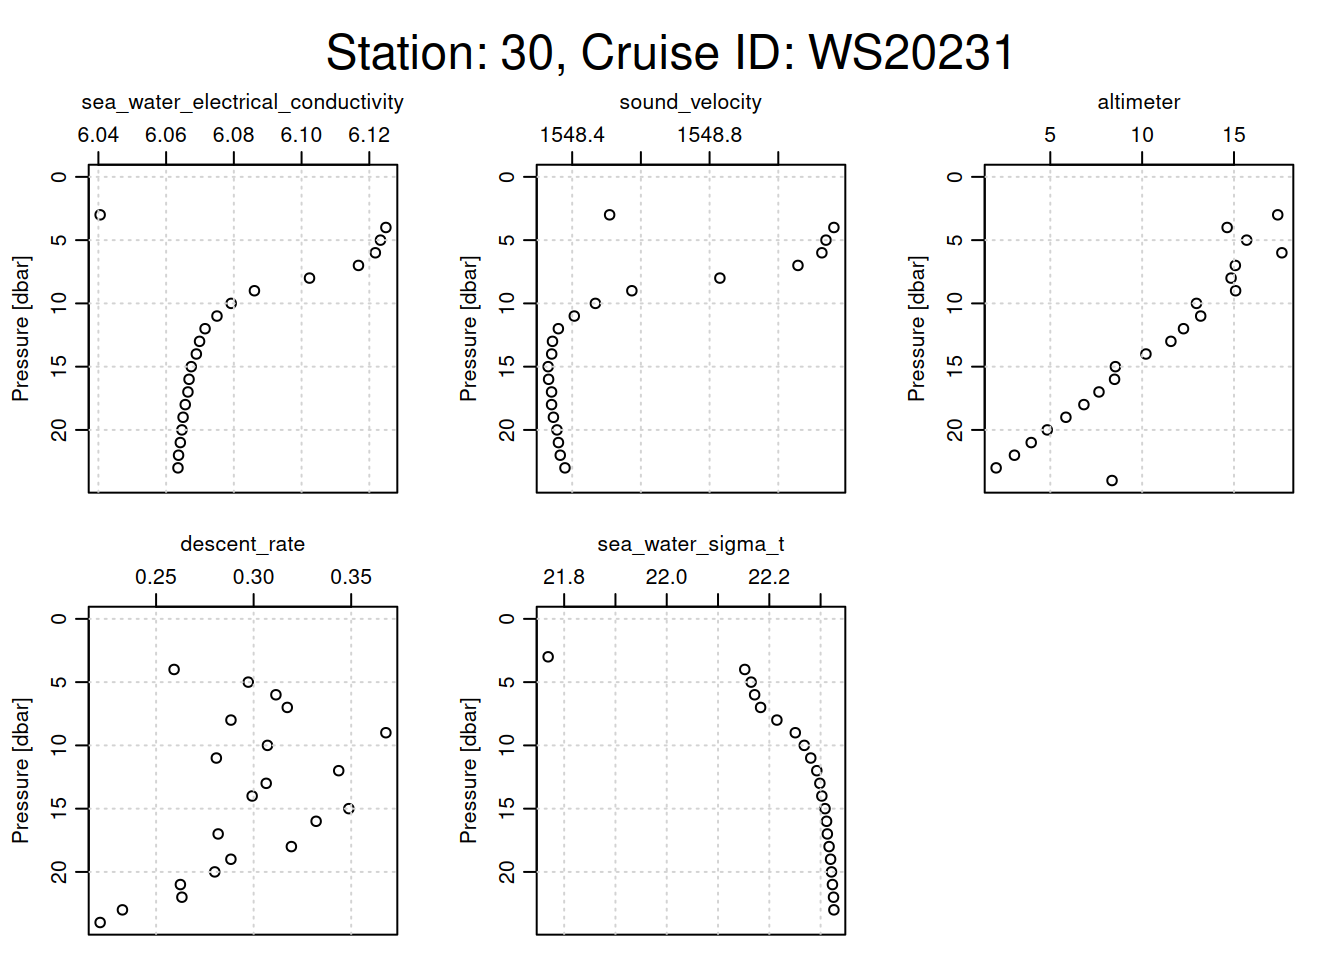 Station: 30, Cruise ID: WS20231
sea_water_electrical_conductivity
6.04 6.06 6.08 6.10 6.12
0
5
10
15
20
Pressure [dbar]
sound_velocity
1548.4 1548.8
0
5
10
15
20
Pressure [dbar]
altimeter
5 10 15
0
5
10
15
20
Pressure [dbar]
descent_rate
0.25 0.30 0.35
0
5
10
15
20
Pressure [dbar]
sea_water_sigma_t
21.8 22.0 22.2
0
5
10
15
20
Pressure [dbar]